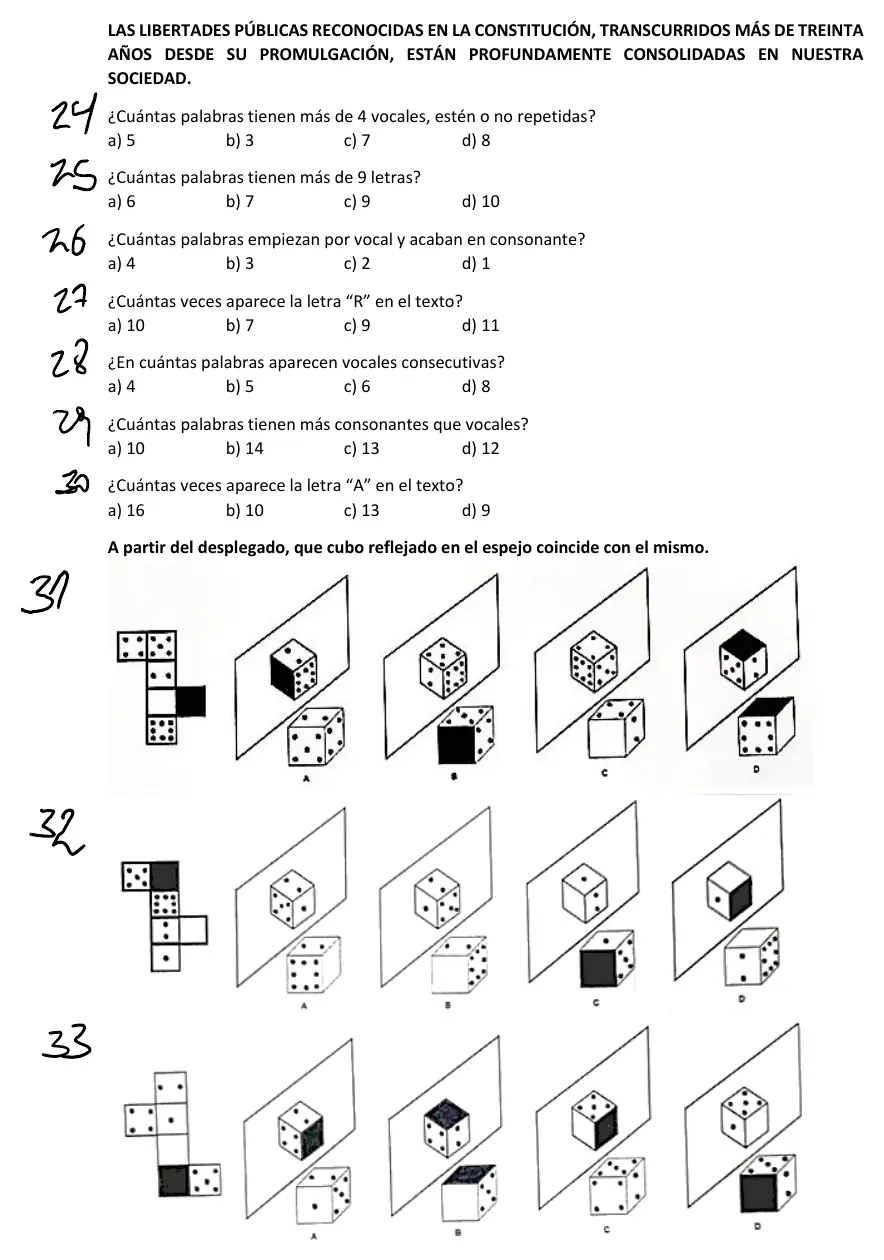 LAS LIBERTADES PÚBLICAS RECONOCIDAS EN LA CONSTITUCIÓN, TRANSCURRIDOS MÁS DE TREINTA
AÑOS DESDE SU PROMULGACIÓN, ESTÁN PROFUNDAMENTE CONSOLIDADAS EN NUESTRA
SOCIEDAD.
24 ¿Cuántas palabras tienen más de 4 vocales, estén o no repetidas?
a) 5 b) 3 c) 7 d) 8
25 ¿Cuántas palabras tienen más de 9 letras?
a) 6 b) 7 c) 9 d) 10
26 ¿Cuántas palabras empiezan por vocal y acaban en consonante?
a) 4 b) 3 c) 2 d) 1
27 ¿Cuántas veces aparece la letra “R” en el texto?
a) 10 b) 7 c) 9 d) 11
28 ¿En cuántas palabras aparecen vocales consecutivas?
a) 4 b) 5 c) 6 d) 8
29 ¿Cuántas palabras tienen más consonantes que vocales?
a) 10 b) 14 c) 13 d) 12
30 ¿Cuántas veces aparece la letra “A” en el texto?
a) 16 b) 10 c) 13 d) 9
A partir del desplegado, que cubo reflejado en el espejo coincide con el mismo.
31
A B C D
32
A B C D
33
A B C D